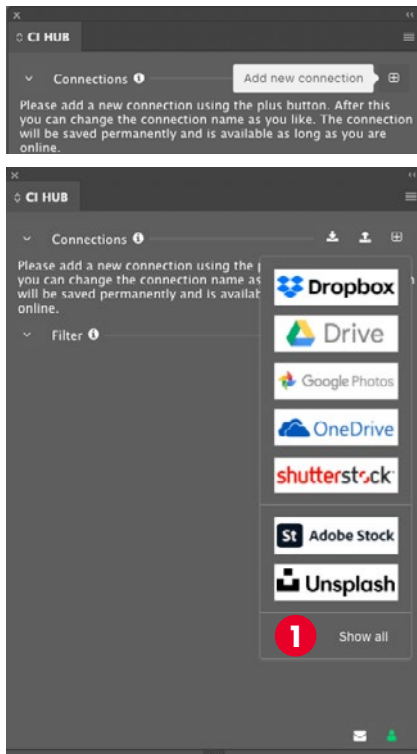 CI HUB
Connections
Add new connection
Please add a new connection using the plus button. After this
you can change the connection name as you like. The connection
will be saved permanently and is available as long as you are
online.
CI HUB
Connections
Please add a new connection using the
you can change the connection name as
will be saved permanently and is availab
online.
Filter
Dropbox
Drive
Google Photos
OneDrive
shutterstock
St Adobe Stock
Unsplash
1 Show all